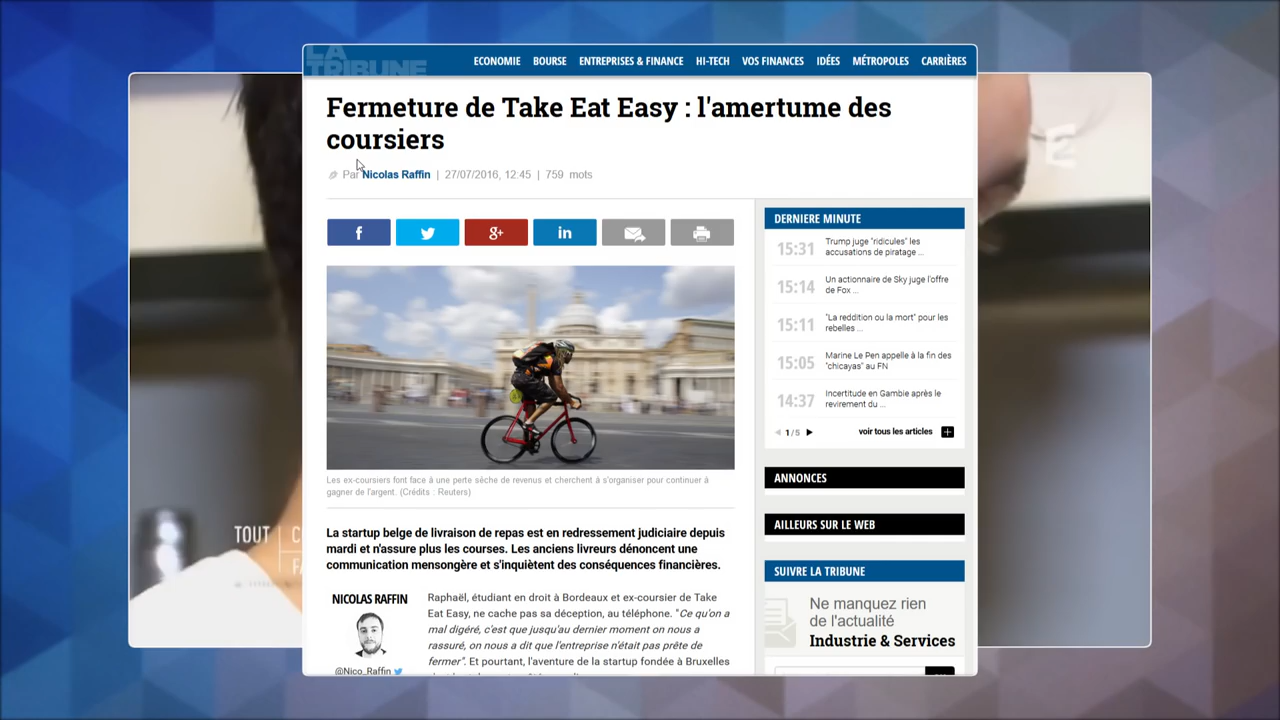 LA
TRIBUNE
ECONOMIE BOURSE ENTREPRISES & FINANCE HI-TECH VOS FINANCES IDÉES MÉTROPOLES CARRIÈRES
Fermeture de Take Eat Easy : l'amertume des
coursiers
Par Nicolas Raffin | 27/07/2016, 12:45 | 759 mots
f g+ in
Les ex-coursiers font face à une perte sèche de revenus et cherchent à s'organiser pour continuer à
gagner de l'argent. (Crédits : Reuters)
La startup belge de livraison de repas est en redressement judiciaire depuis
mardi et n'assure plus les courses. Les anciens livreurs dénoncent une
communication mensongère et s'inquiètent des conséquences financières.
NICOLAS RAFFIN
@Nico_Raffin
Raphaël, étudiant en droit à Bordeaux et ex-coursier de Take
Eat Easy, ne cache pas sa déception, au téléphone. "Ce qu'on a
mal digéré, c'est que jusqu'au dernier moment on nous a
rassuré, on nous a dit que l'entreprise n'était pas prête de
fermer". Et pourtant, l'aventure de la startup fondée à Bruxelles
DERNIERE MINUTE
15:31 Trump juge "ridicules" les
accusations de piratage ...
15:14 Un actionnaire de Sky juge l'offre
de Fox ...
15:11 "La reddition ou la mort" pour les
rebelles ...
15:05 Marine Le Pen appelle à la fin des
"chicayas" au FN
14:37 Incertitude en Gambie après le
revirement du ...
1 / 5 voir tous les articles +
ANNONCES
AILLEURS SUR LE WEB
SUIVRE LA TRIBUNE
Ne manquez rien
de l'actualité
Industrie & Services
TOUT